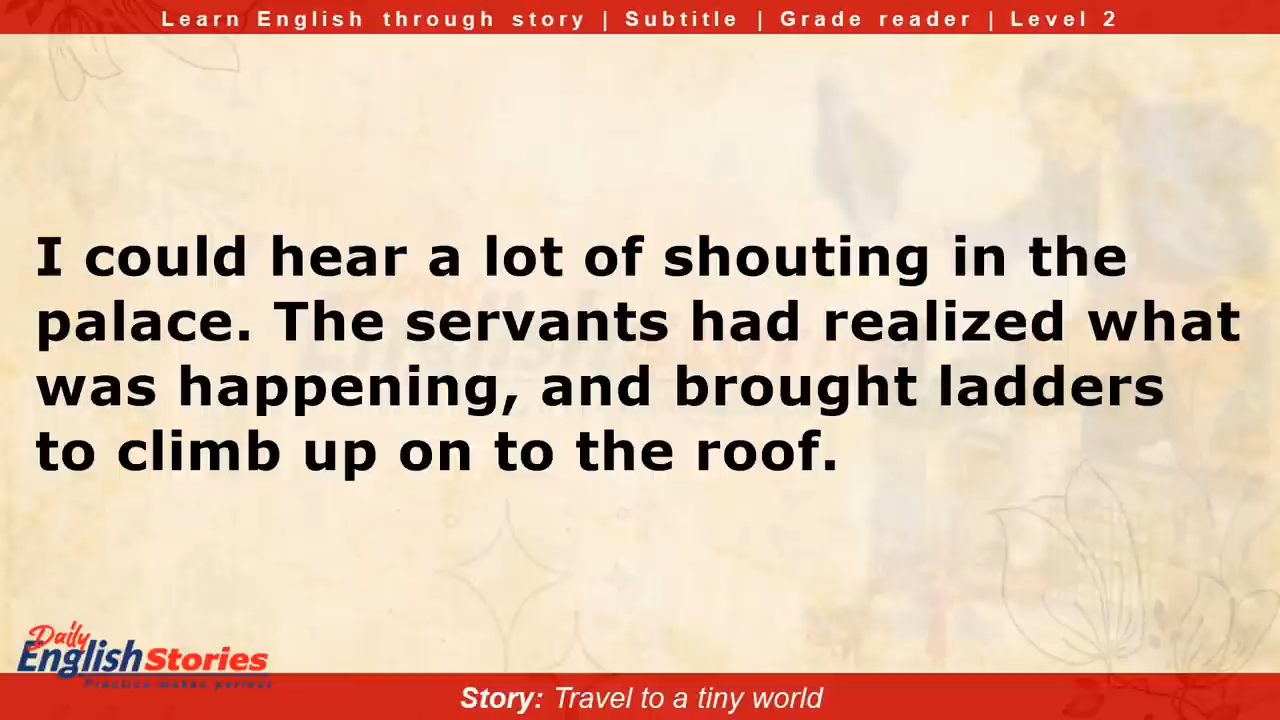 Learn English through story | Subtitle | Grade reader | Level 2
I could hear a lot of shouting in the
palace. The servants had realized what
was happening, and brought ladders
to climb up on to the roof.
Daily
English Stories
Practice makes perfect
Story: Travel to a tiny world